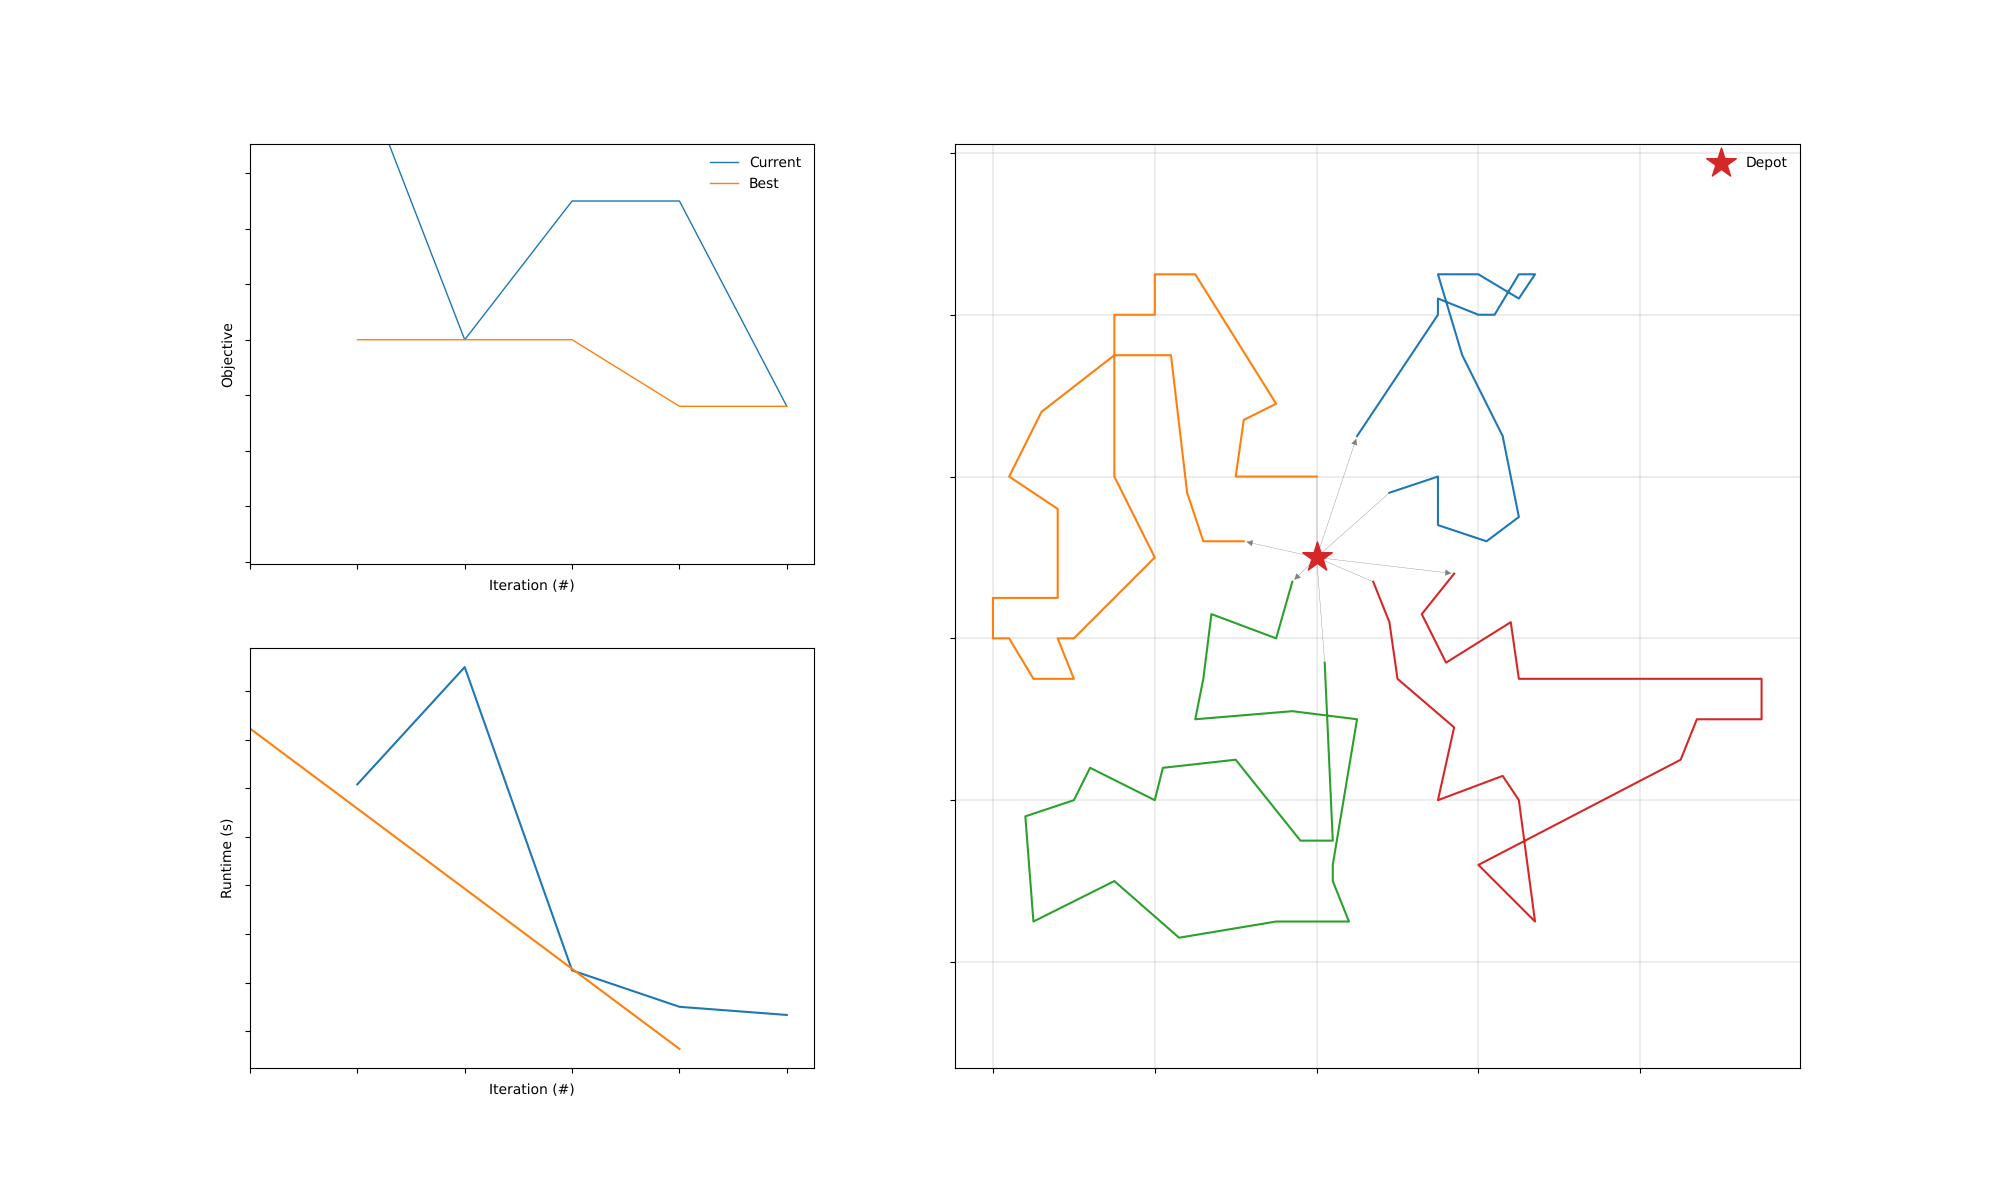 Current
Best
Objective
Iteration (#)
Runtime (s)
Iteration (#)
Depot